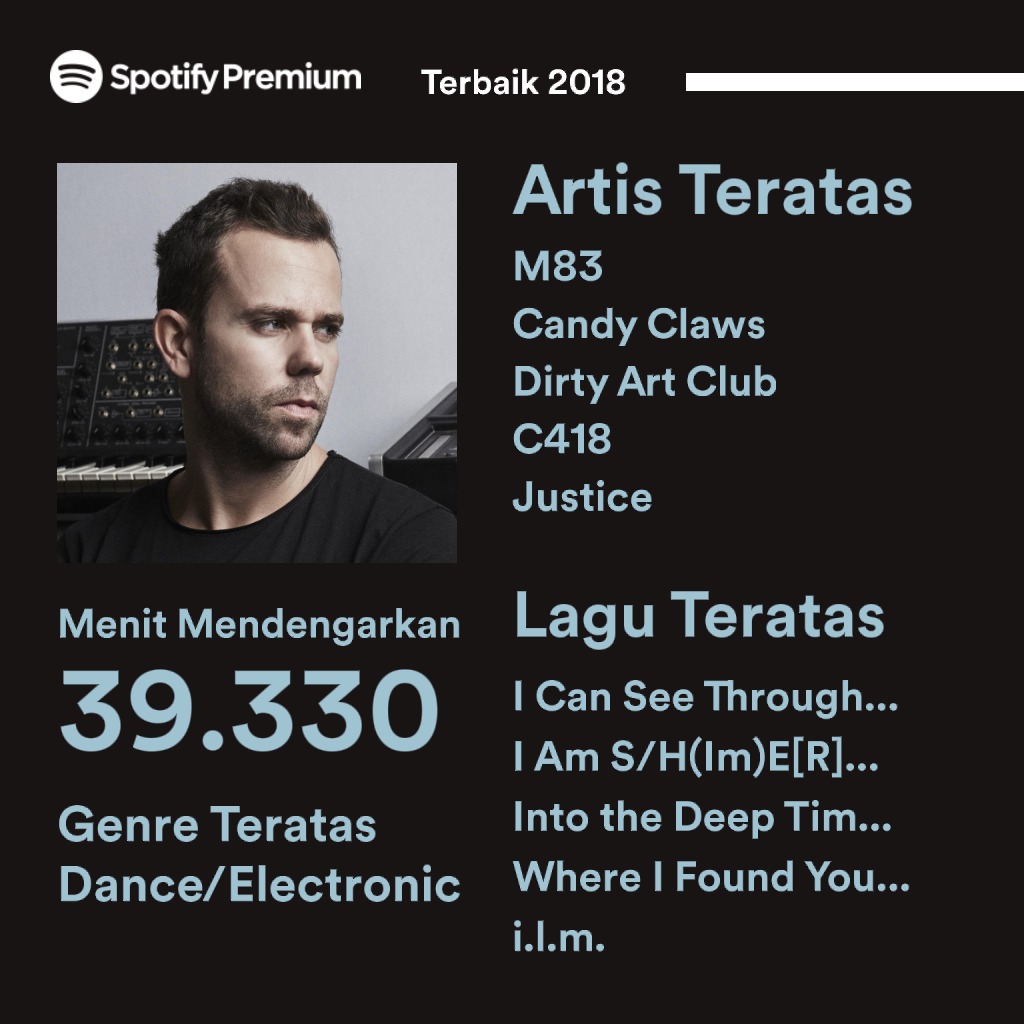 Spotify Premium
Terbaik 2018
Artis Teratas
M83
Candy Claws
Dirty Art Club
C418
Justice
Menit Mendengarkan
39.330
Genre Teratas
Dance/Electronic
Lagu Teratas
I Can See Through...
I Am S/H(Im)E[R]...
Into the Deep Tim...
Where I Found You...
i.l.m.